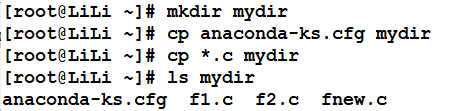 [root@LiLi ~]# mkdir mydir
[root@LiLi ~]# cp anaconda-ks.cfg mydir
[root@LiLi ~]# cp *.c mydir
[root@LiLi ~]# ls mydir
anaconda-ks.cfg  f1.c  f2.c  fnew.c